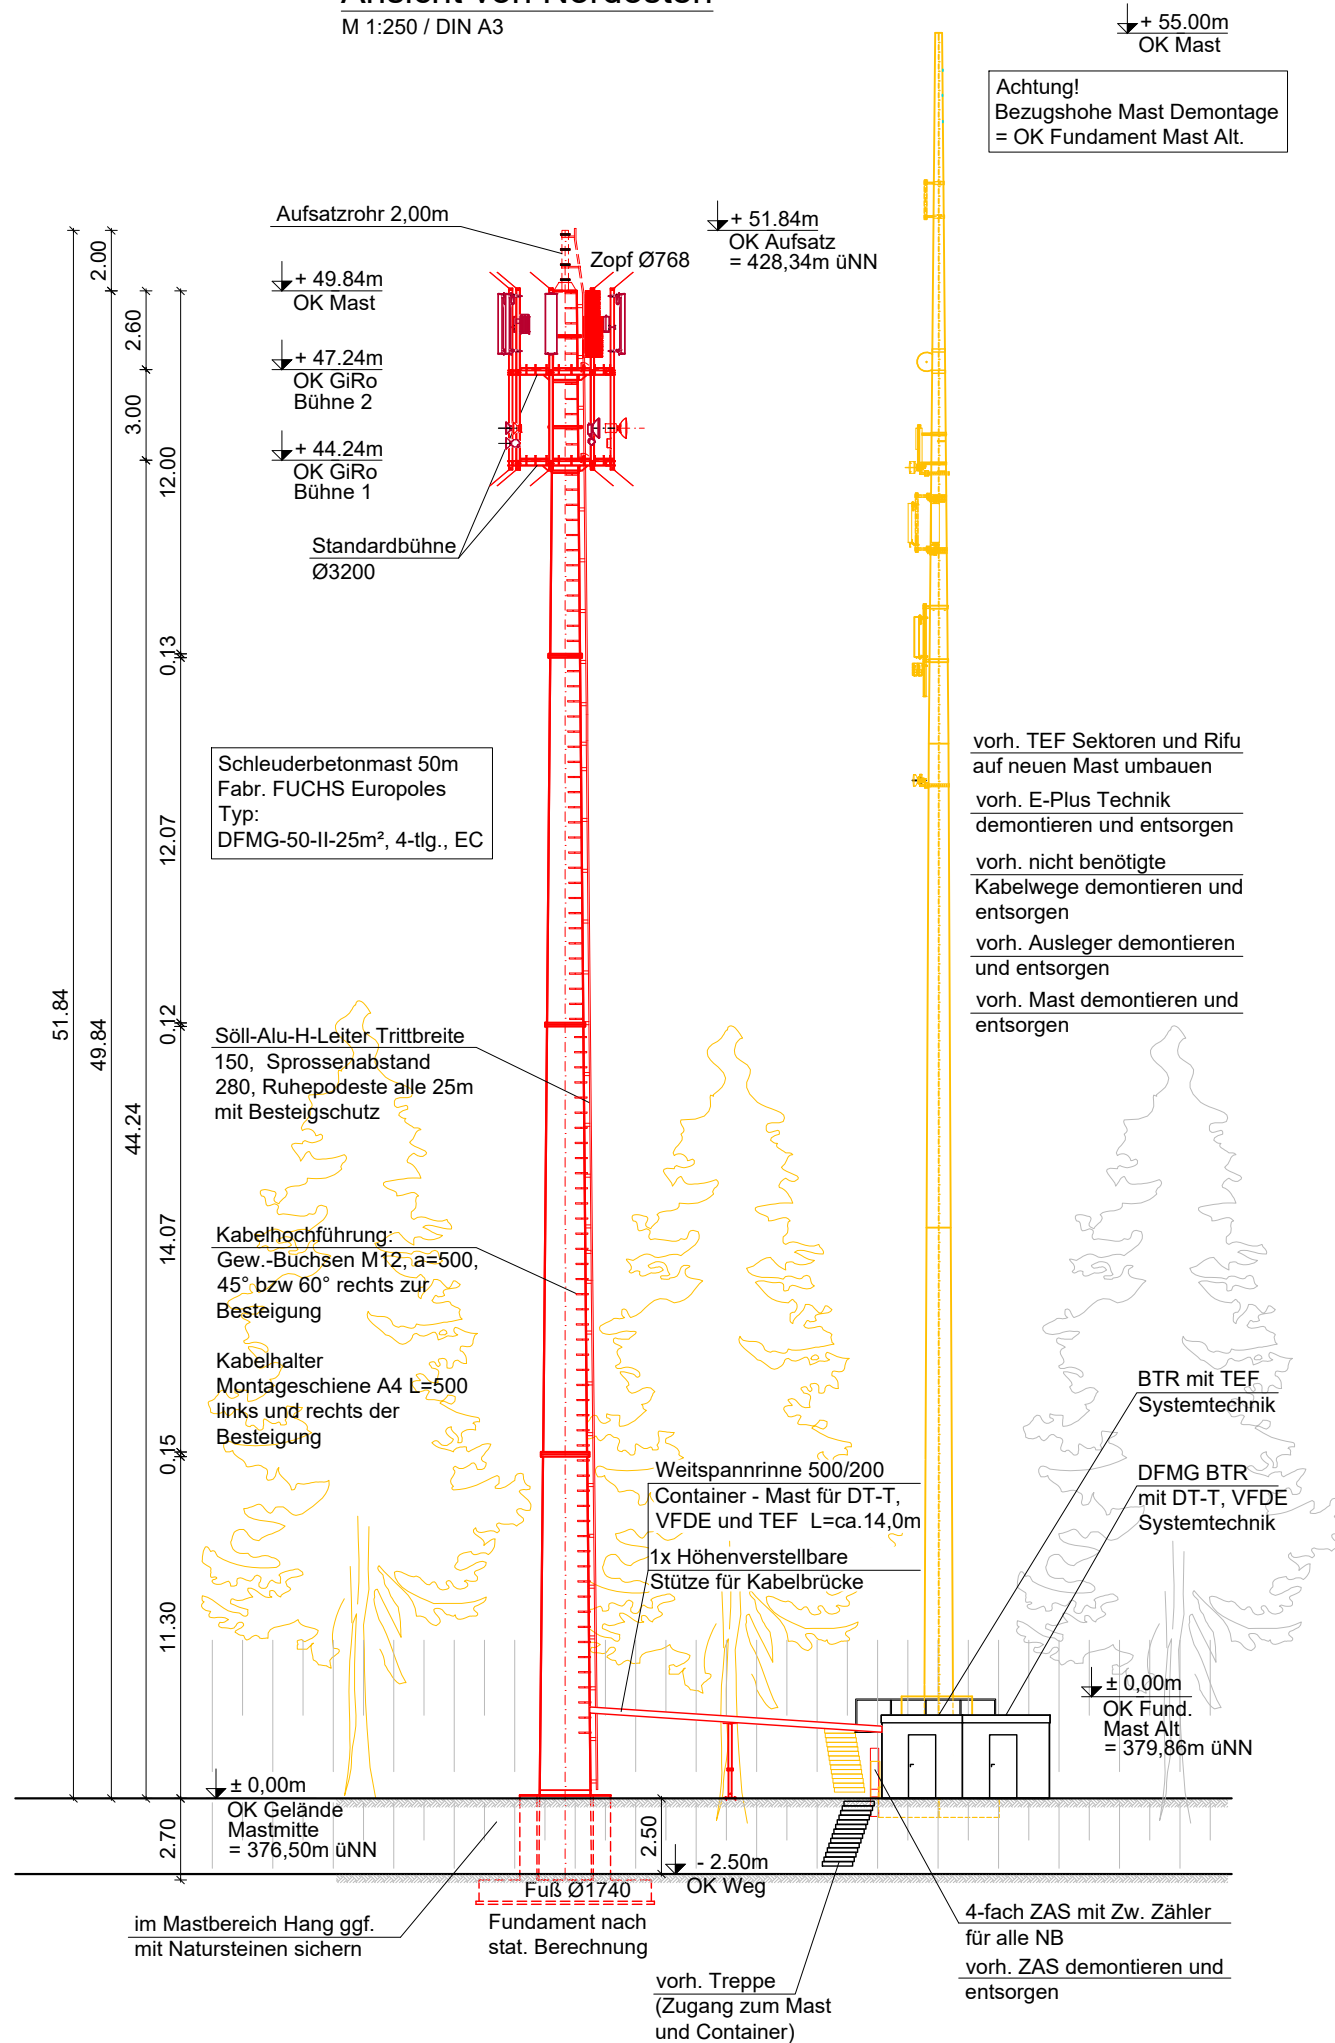 Ansicht von Nordosten
M 1:250 / DIN A3
+ 55.00m
OK Mast
Achtung!
Bezugshohe Mast Demontage
= OK Fundament Mast Alt.
Aufsatzrohr 2,00m
+ 51.84m
OK Aufsatz
= 428,34m üNN
Zopf Ø768
+ 49.84m
OK Mast
+ 47.24m
OK GiRo
Bühne 2
+ 44.24m
OK GiRo
Bühne 1
Standardbühne
Ø3200
2.00
2.60
3.00
12.00
0.13
12.07
0.12
14.07
0.15
11.30
2.70
51.84
49.84
44.24
Schleuderbetonmast 50m
Fabr. FUCHS Europoles
Typ:
DFMG-50-II-25m², 4-tlg., EC
vorh. TEF Sektoren und Rifu
auf neuen Mast umbauen
vorh. E-Plus Technik
demontieren und entsorgen
vorh. nicht benötigte
Kabelwege demontieren und
entsorgen
vorh. Ausleger demontieren
und entsorgen
vorh. Mast demontieren und
entsorgen
Söll-Alu-H-Leiter Trittbreite
150, Sprossenabstand
280, Ruhepodeste alle 25m
mit Besteigschutz
Kabelhochführung:
Gew.-Buchsen M12, a=500,
45° bzw 60° rechts zur
Besteigung
Kabelhalter
Montageschiene A4 L=500
links und rechts der
Besteigung
BTR mit TEF
Systemtechnik
DFMG BTR
mit DT-T, VFDE
Systemtechnik
Weitspannrinne 500/200
Container - Mast für DT-T,
VFDE und TEF L=ca.14,0m
1x Höhenverstellbare
Stütze für Kabelbrücke
± 0,00m
OK Fund.
Mast Alt
= 379,86m üNN
± 0,00m
OK Gelände
Mastmitte
= 376,50m üNN
2.50
- 2.50m
OK Weg
Fuß Ø1740
Fundament nach
stat. Berechnung
im Mastbereich Hang ggf.
mit Natursteinen sichern
4-fach ZAS mit Zw. Zähler
für alle NB
vorh. ZAS demontieren und
entsorgen
vorh. Treppe
(Zugang zum Mast
und Container)